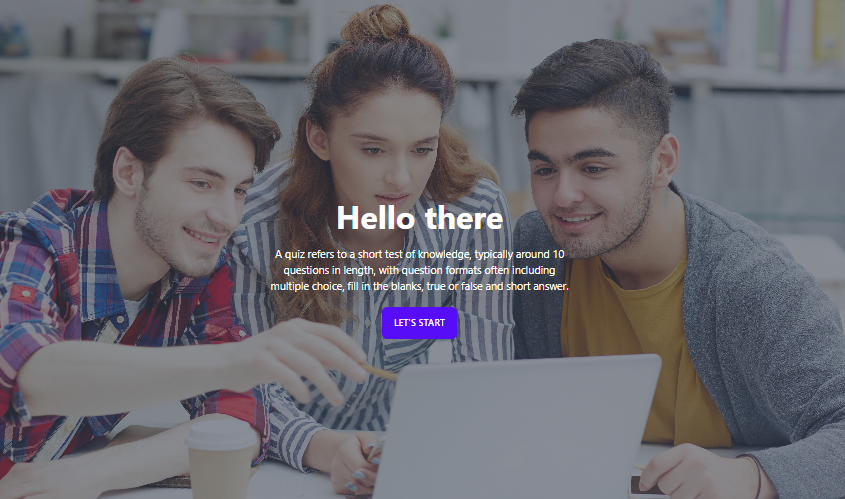 Hello there
A quiz refers to a short test of knowledge, typically around 10
questions in length, with question formats often including
multiple choice, fill in the blanks, true or false and short answer.
LET'S START